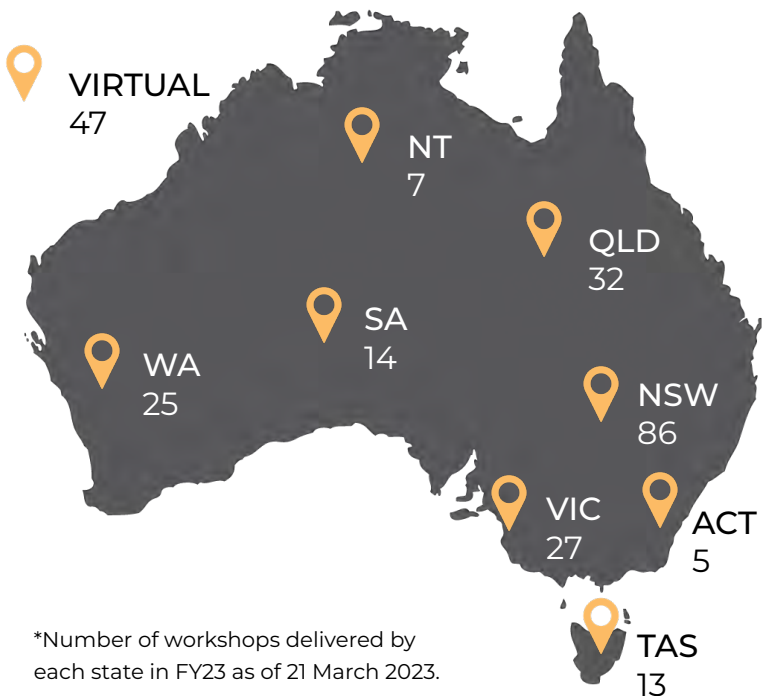 VIRTUAL
47
NT
7
QLD
32
SA
14
WA
25
NSW
86
VIC
27
ACT
5
TAS
13
*Number of workshops delivered by
each state in FY23 as of 21 March 2023.